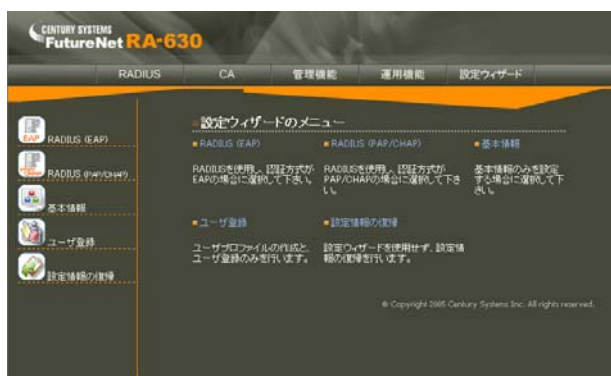 CENTURY SYSTEMS
FutureNet RA-630
RADIUS CA 管理機能 運用機能 設定ウィザード
EAP RADIUS (EAP)
RADIUS (PAP/CHAP)
基本情報
ユーザ登録
設定情報の復帰
設定ウィザードのメニュー
RADIUS (EAP)
RADIUSを使用し、認証方式が
EAPの場合に選択して下さい。
RADIUS (PAP/CHAP)
RADIUSを使用し、認証方式が
PAP/CHAPの場合に選択して下さ
い。
基本情報
基本情報のみを設定
する場合に選択して下
さい。
ユーザ登録
ユーザプロファイルの作成と、
ユーザ登録のみを行います。
設定情報の復帰
設定ウィザードを使用せず、設定情
報の復帰を行います。
© Copyright 2005 Century Systems Inc. All rights reserved.